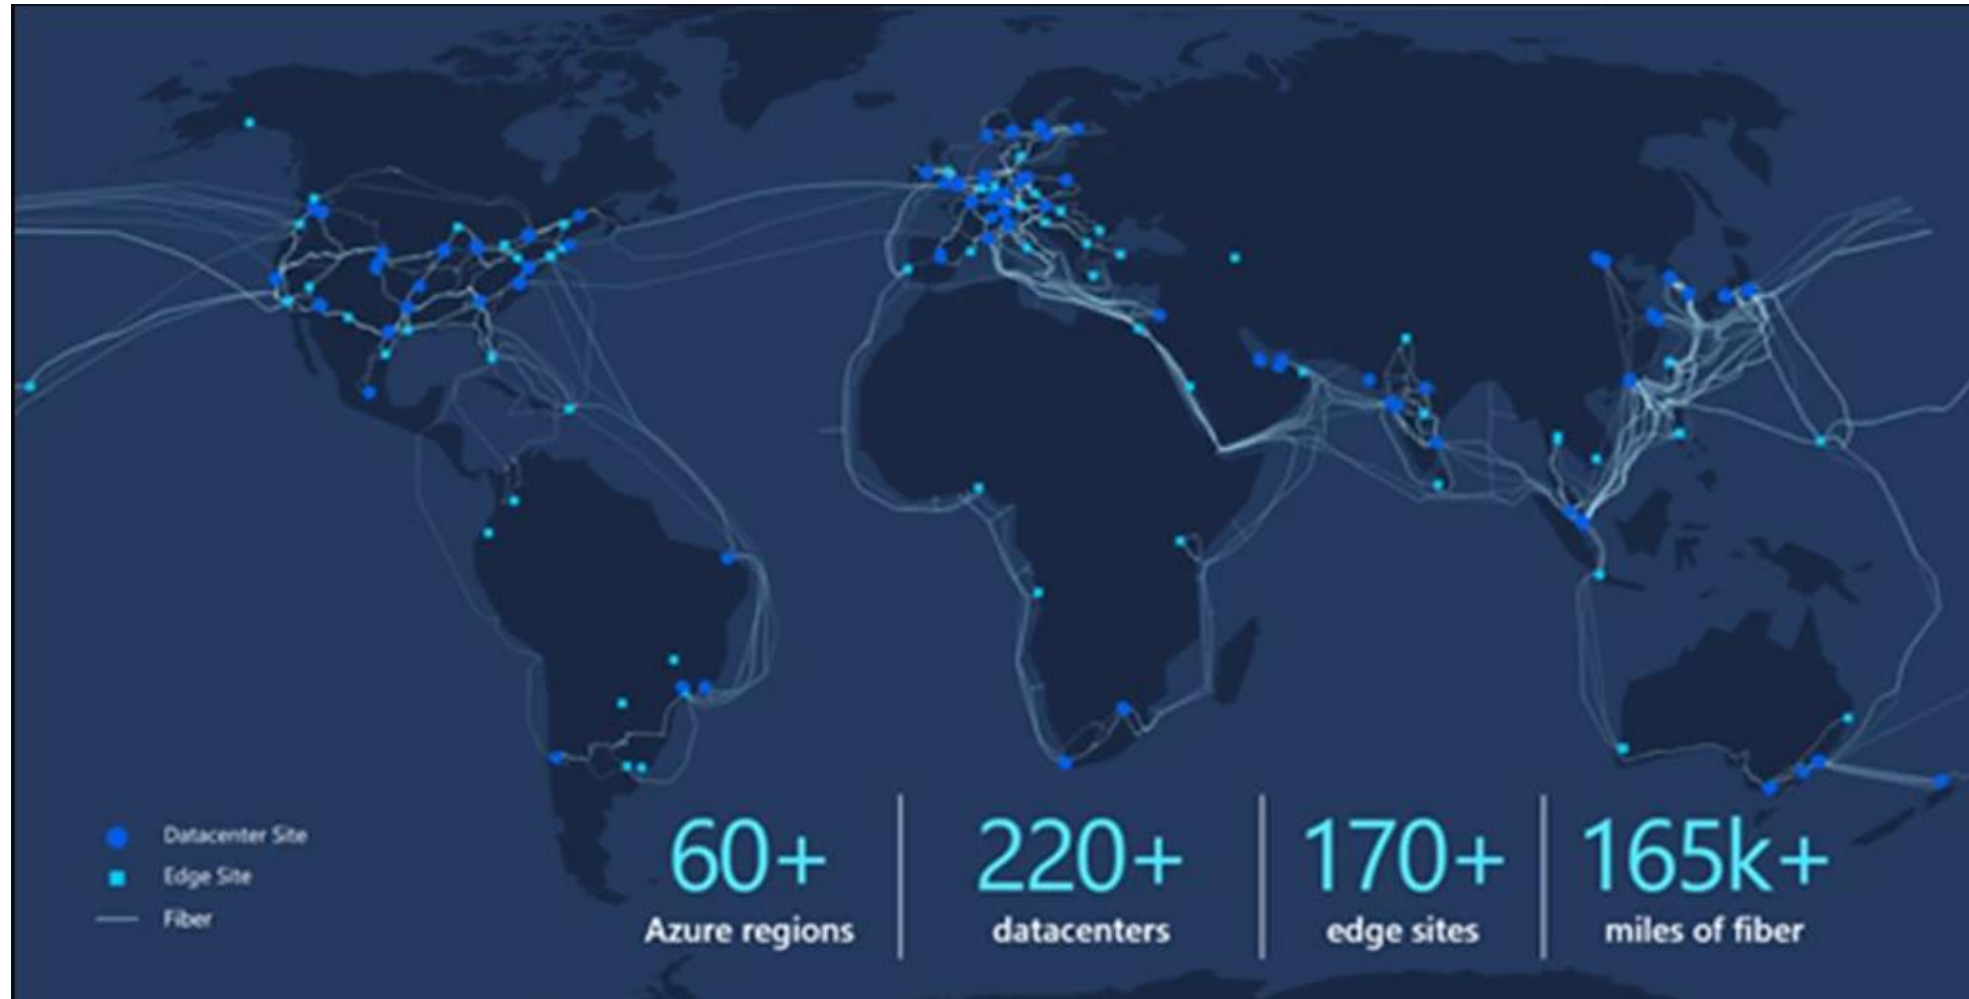 Datacenter Site
Edge Site
Fiber
60+
Azure regions
220+
datacenters
170+
edge sites
165k+
miles of fiber